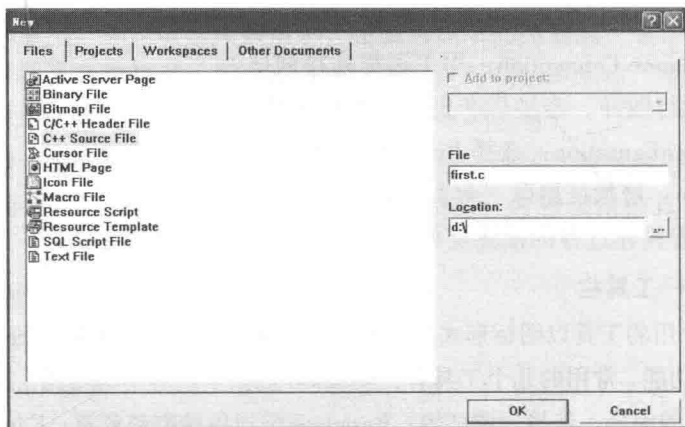 New
Files
Projects
Workspaces
Other Documents
Active Server Page
Binary File
Bitmap File
C/C++ Header File
C++ Source File
Cursor File
HTML Page
Icon File
Macro File
Resource Script
Resource Template
SQL Script File
Text File
Add to project:
File
first.c
Location:
d:\
...
OK
Cancel